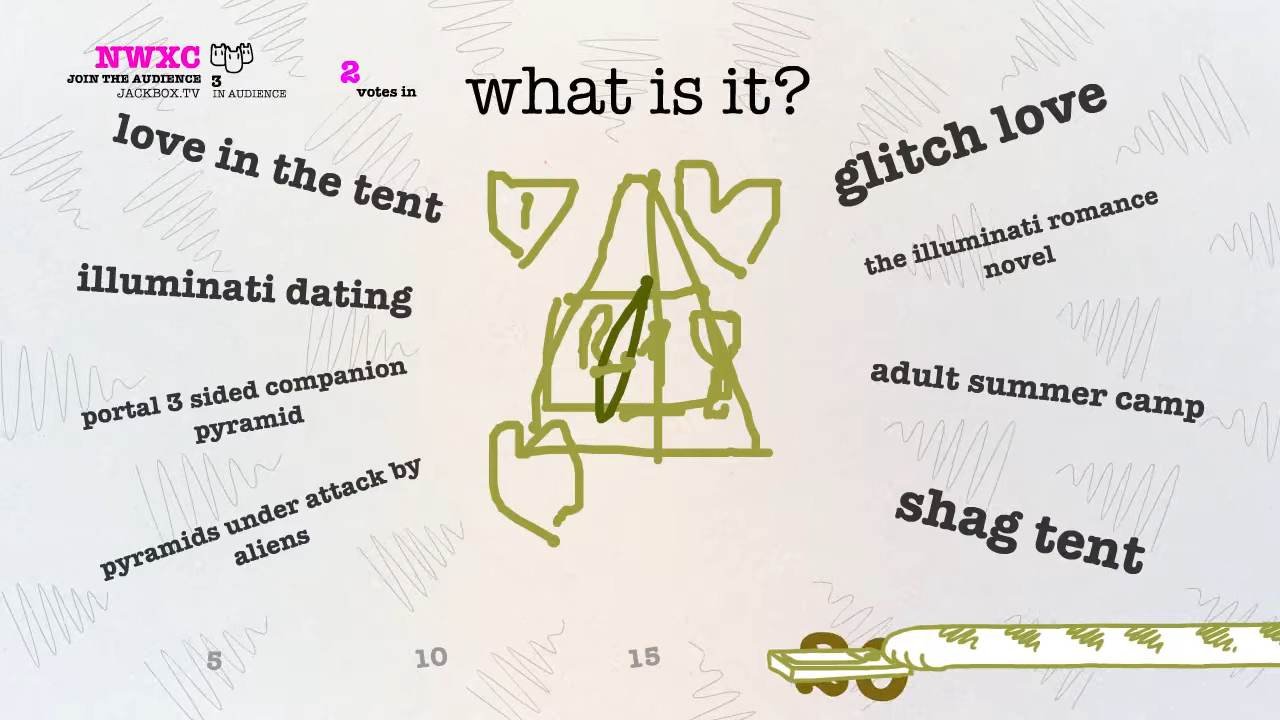 NWXC
JOIN THE AUDIENCE
JACKBOX.TV
3
IN AUDIENCE
2
votes in
what is it?
love in the tent
illuminati dating
portal 3 sided companion
pyramid
pyramids under attack by
aliens
glitch love
the illuminati romance
novel
adult summer camp
shag tent
5
10
15